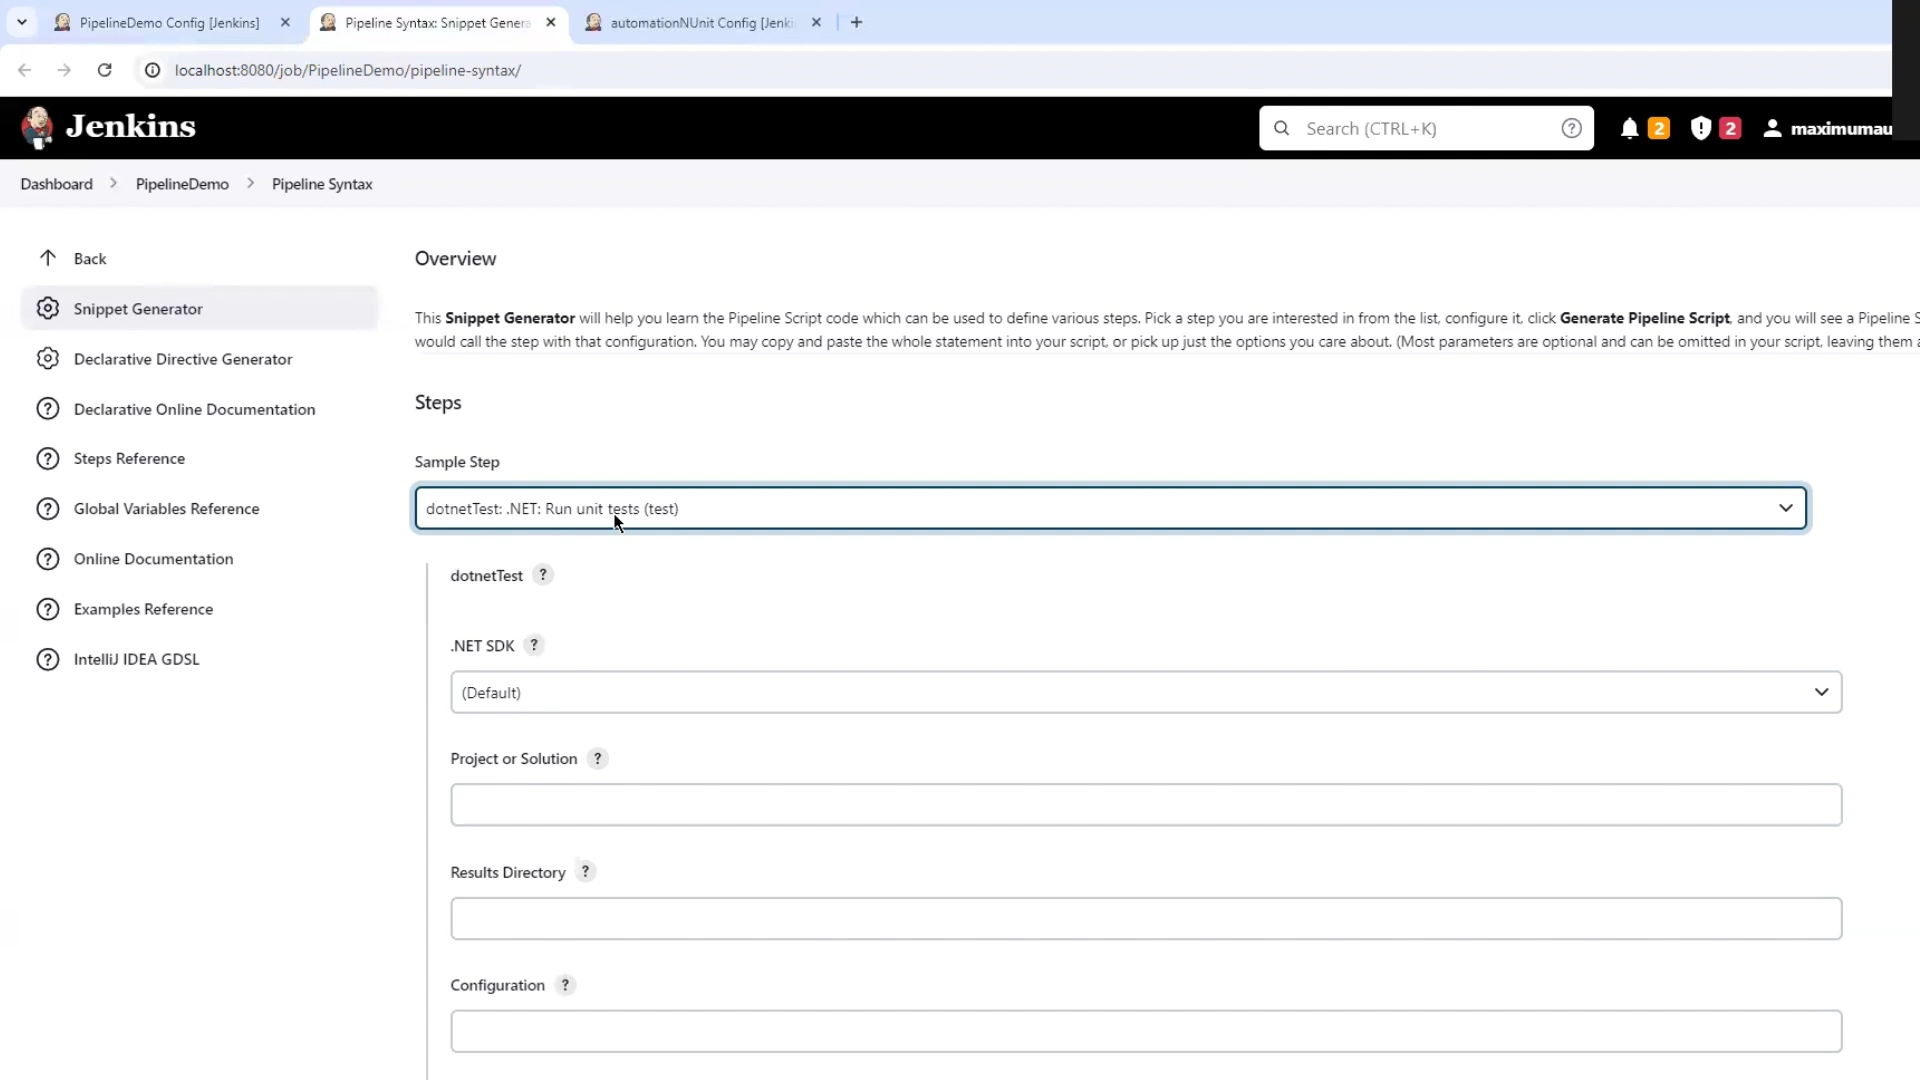 PipelineDemo Config [Jenkins]
Pipeline Syntax: Snippet Genera
automationNUnit Config [Jenki
localhost:8080/job/PipelineDemo/pipeline-syntax/
Jenkins
Search (CTRL+K)
?
2
!
2
maximumau
Dashboard
PipelineDemo
Pipeline Syntax
Back
Snippet Generator
Declarative Directive Generator
Declarative Online Documentation
Steps Reference
Global Variables Reference
Online Documentation
Examples Reference
IntelliJ IDEA GDSL
Overview
This Snippet Generator will help you learn the Pipeline Script code which can be used to define various steps. Pick a step you are interested in from the list, configure it, click Generate Pipeline Script, and you will see a Pipeline S
would call the step with that configuration. You may copy and paste the whole statement into your script, or pick up just the options you care about. (Most parameters are optional and can be omitted in your script, leaving them a
Steps
Sample Step
dotnetTest: .NET: Run unit tests (test)
dotnetTest ?
.NET SDK ?
(Default)
Project or Solution ?
Results Directory ?
Configuration ?